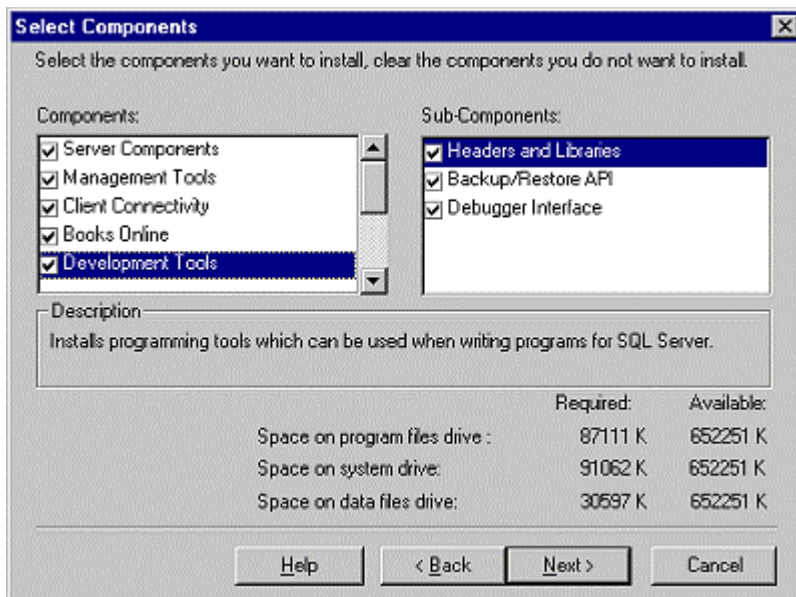 Select Components
Select the components you want to install, clear the components you do not want to install.
Components:
Server Components
Management Tools
Client Connectivity
Books Online
Development Tools
Sub-Components:
Headers and Libraries
Backup/Restore API
Debugger Interface
Description
Installs programming tools which can be used when writing programs for SQL Server.
Required: Available:
Space on program files drive : 87111 K 652251 K
Space on system drive: 91062 K 652251 K
Space on data files drive: 30597 K 652251 K
Help < Back Next > Cancel